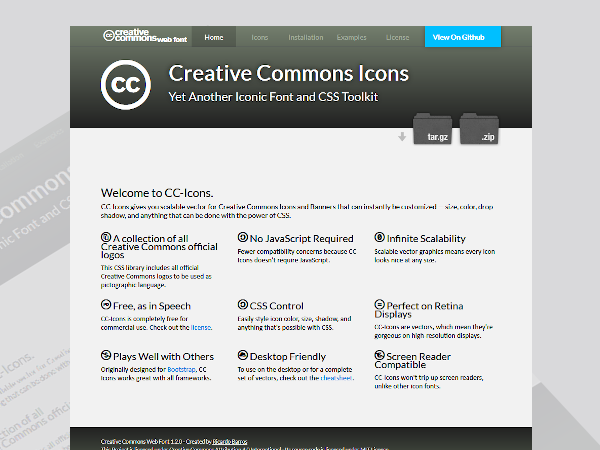 creative
commons web font
Home Icons Installation Examples License View On Github
cc
Creative Commons Icons
Yet Another Iconic Font and CSS Toolkit
tar.gz .zip
Welcome to CC-Icons.
CC Icons gives you scalable vector for Creative Commons Icons and Banners that can instantly be customized size, color, drop
shadow, and anything that can be done with the power of CSS.
A collection of all
Creative Commons official
logos
This CSS library includes all official
Creative Commons logos to be used as
pictographic language.
No JavaScript Required
Fewer compatibility concerns because CC
Icons doesn't require JavaScript.
Infinite Scalability
Scalable vector graphics means every icon
looks nice at any size.
Free, as in Speech
CC-Icons is completely free for
commercial use. Check out the license.
CSS Control
Easily style icon color, size, shadow, and
anything that's possible with CSS.
Perfect on Retina
Displays
CC-Icons are vectors, which mean they're
gorgeous on high resolution displays.
Plays Well with Others
Originally designed for Bootstrap, CC
Icons works great with all frameworks.
Desktop Friendly
To use on the desktop or for a complete
set of vectors, check out the cheatsheet.
Screen Reader
Compatible
CC Icons won't trip up screen readers,
unlike other icon fonts.
Creative Commons Web Font 1.2.0 - Created by Ricardo Barros